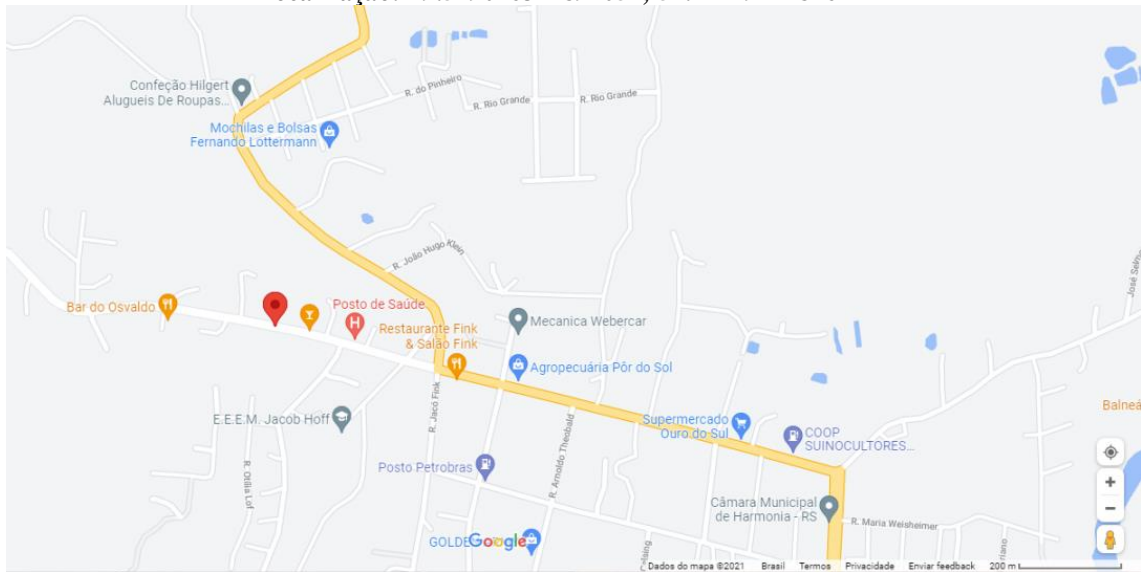 Confeção Hilgert
Alugueis De Roupas...
R. do Pinheiro
R. Rio Grande
R. Rio Grande
Mochilas e Bolsas
Fernando Lottermann
R. João Hugo Klein
Bar do Osvaldo
Posto de Saúde
Restaurante Fink
& Salão Fink
Mecanica Webercar
Agropecuária Pôr do Sol
E.E.E.M. Jacob Hoff
R. Jacó Fink
R. Otilia Lof
R. Arnoldo Theobald
Supermercado
Ouro do Sul
COOP
SUINOCULTORES...
Balneá
Posto Petrobras
Câmara Municipal
de Harmonia - RS
R. Maria Weisheimer
GOLDE
Google
Dados do mapa ©2021 Brasil Termos Privacidade Enviar feedback 200 m